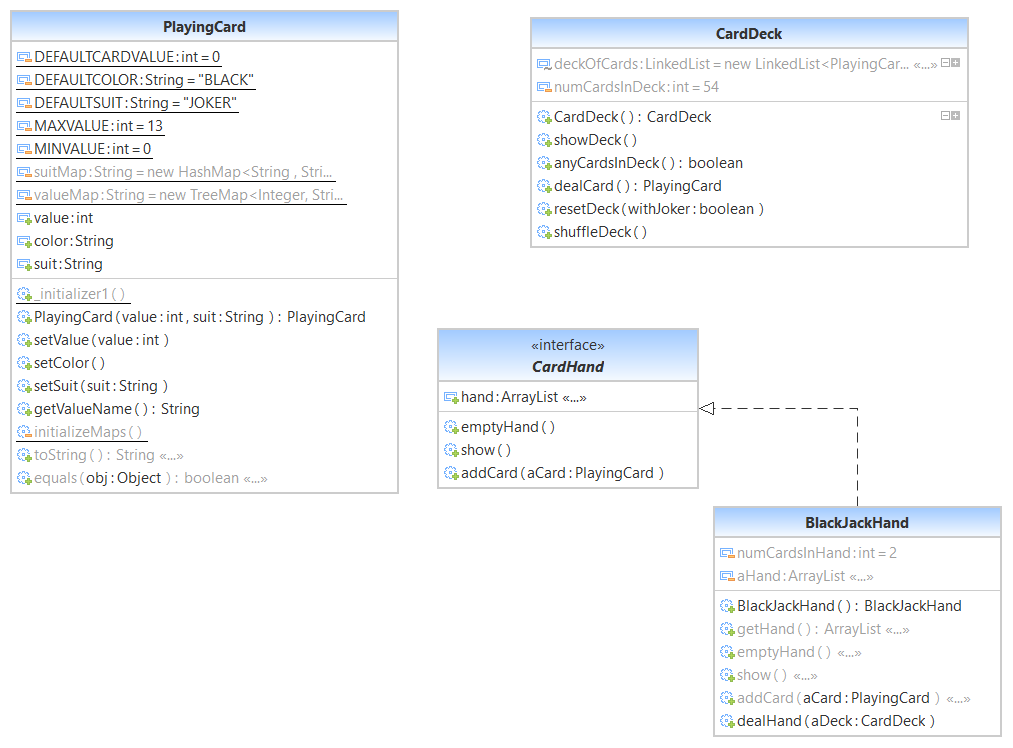 PlayingCard
DEFAULTCARDVALUE:int = 0
DEFAULTCOLOR:String = "BLACK"
DEFAULTSUIT:String = "JOKER"
MAXVALUE:int = 13
MINVALUE:int = 0
suitMap:String = new HashMap<String , Stri...
valueMap:String = new TreeMap<Integer, Stri...
value:int
color:String
suit:String
_initializer1 ( )
PlayingCard ( value : int , suit : String ) : PlayingCard
setValue ( value : int )
setColor ( )
setSuit ( suit : String )
getValueName ( ) : String
initializeMaps ( )
toString ( ) : String «...»
equals ( obj : Object ) : boolean «...»
CardDeck
deckOfCards:LinkedList = new LinkedList<PlayingCar... «...»
numCardsInDeck:int = 54
CardDeck ( ) : CardDeck
showDeck ( )
anyCardsInDeck ( ) : boolean
dealCard ( ) : PlayingCard
resetDeck ( withJoker : boolean )
shuffleDeck ( )
«interface»
CardHand
hand:ArrayList «...»
emptyHand ( )
show ( )
addCard ( aCard : PlayingCard )
BlackJackHand
numCardsInHand:int = 2
aHand:ArrayList «...»
BlackJackHand ( ) : BlackJackHand
getHand ( ) : ArrayList «...»
emptyHand ( ) «...»
show ( ) «...»
addCard ( aCard : PlayingCard ) «...»
dealHand ( aDeck : CardDeck )